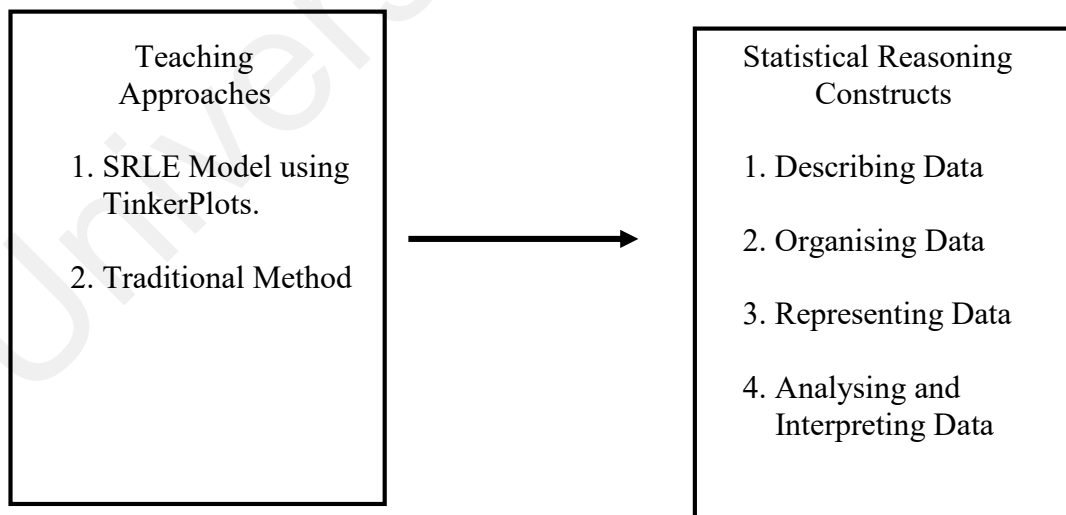 Teaching
Approaches
1. SRLE Model using
TinkerPlots.
2. Traditional Method
Statistical Reasoning
Constructs
1. Describing Data
2. Organising Data
3. Representing Data
4. Analysing and
Interpreting Data
Univers